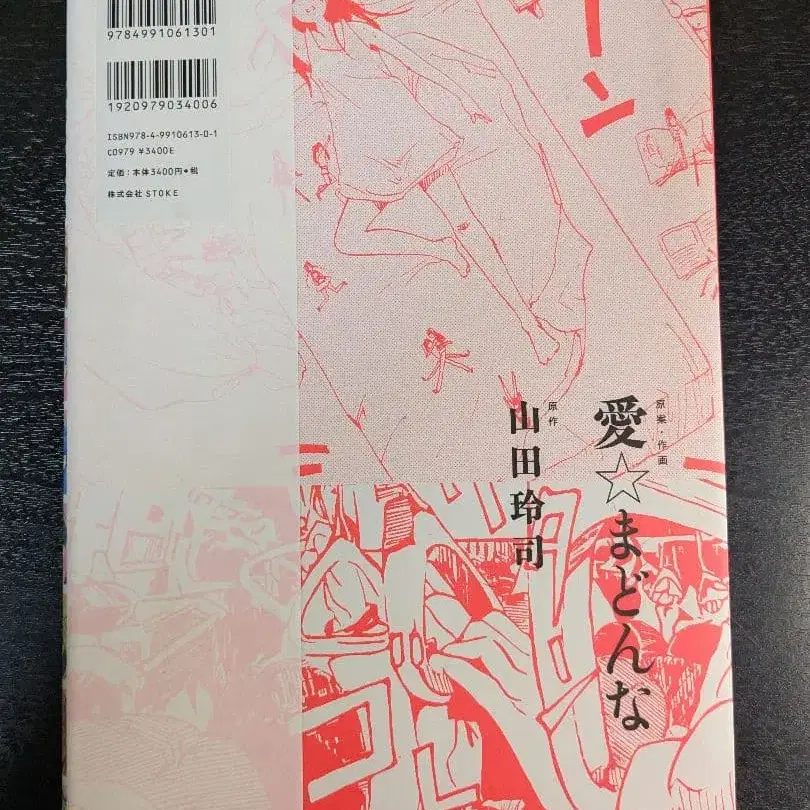 9784991061301
1920979034006
ISBN978-4-9910613-0-1
C0979 ¥3400E
定価：本体3400円●税
株式会社 STOKE
ーン
原案・作画
愛☆まどんな
原作
山田玲司